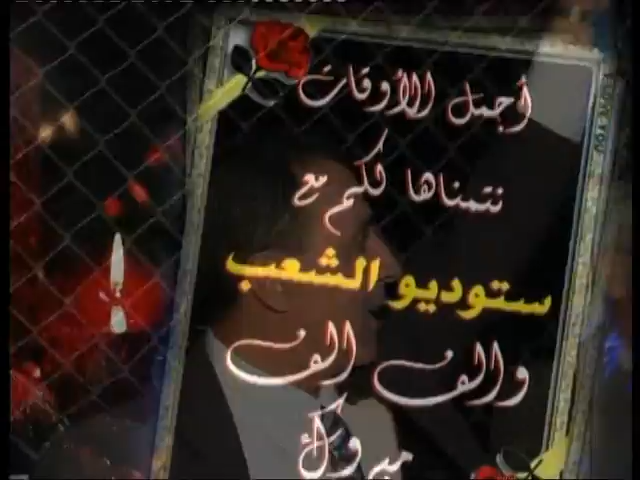 أجمل الأوقات
نتمناها لكم مع
ستوديو الشعب
والف الف
مبروك